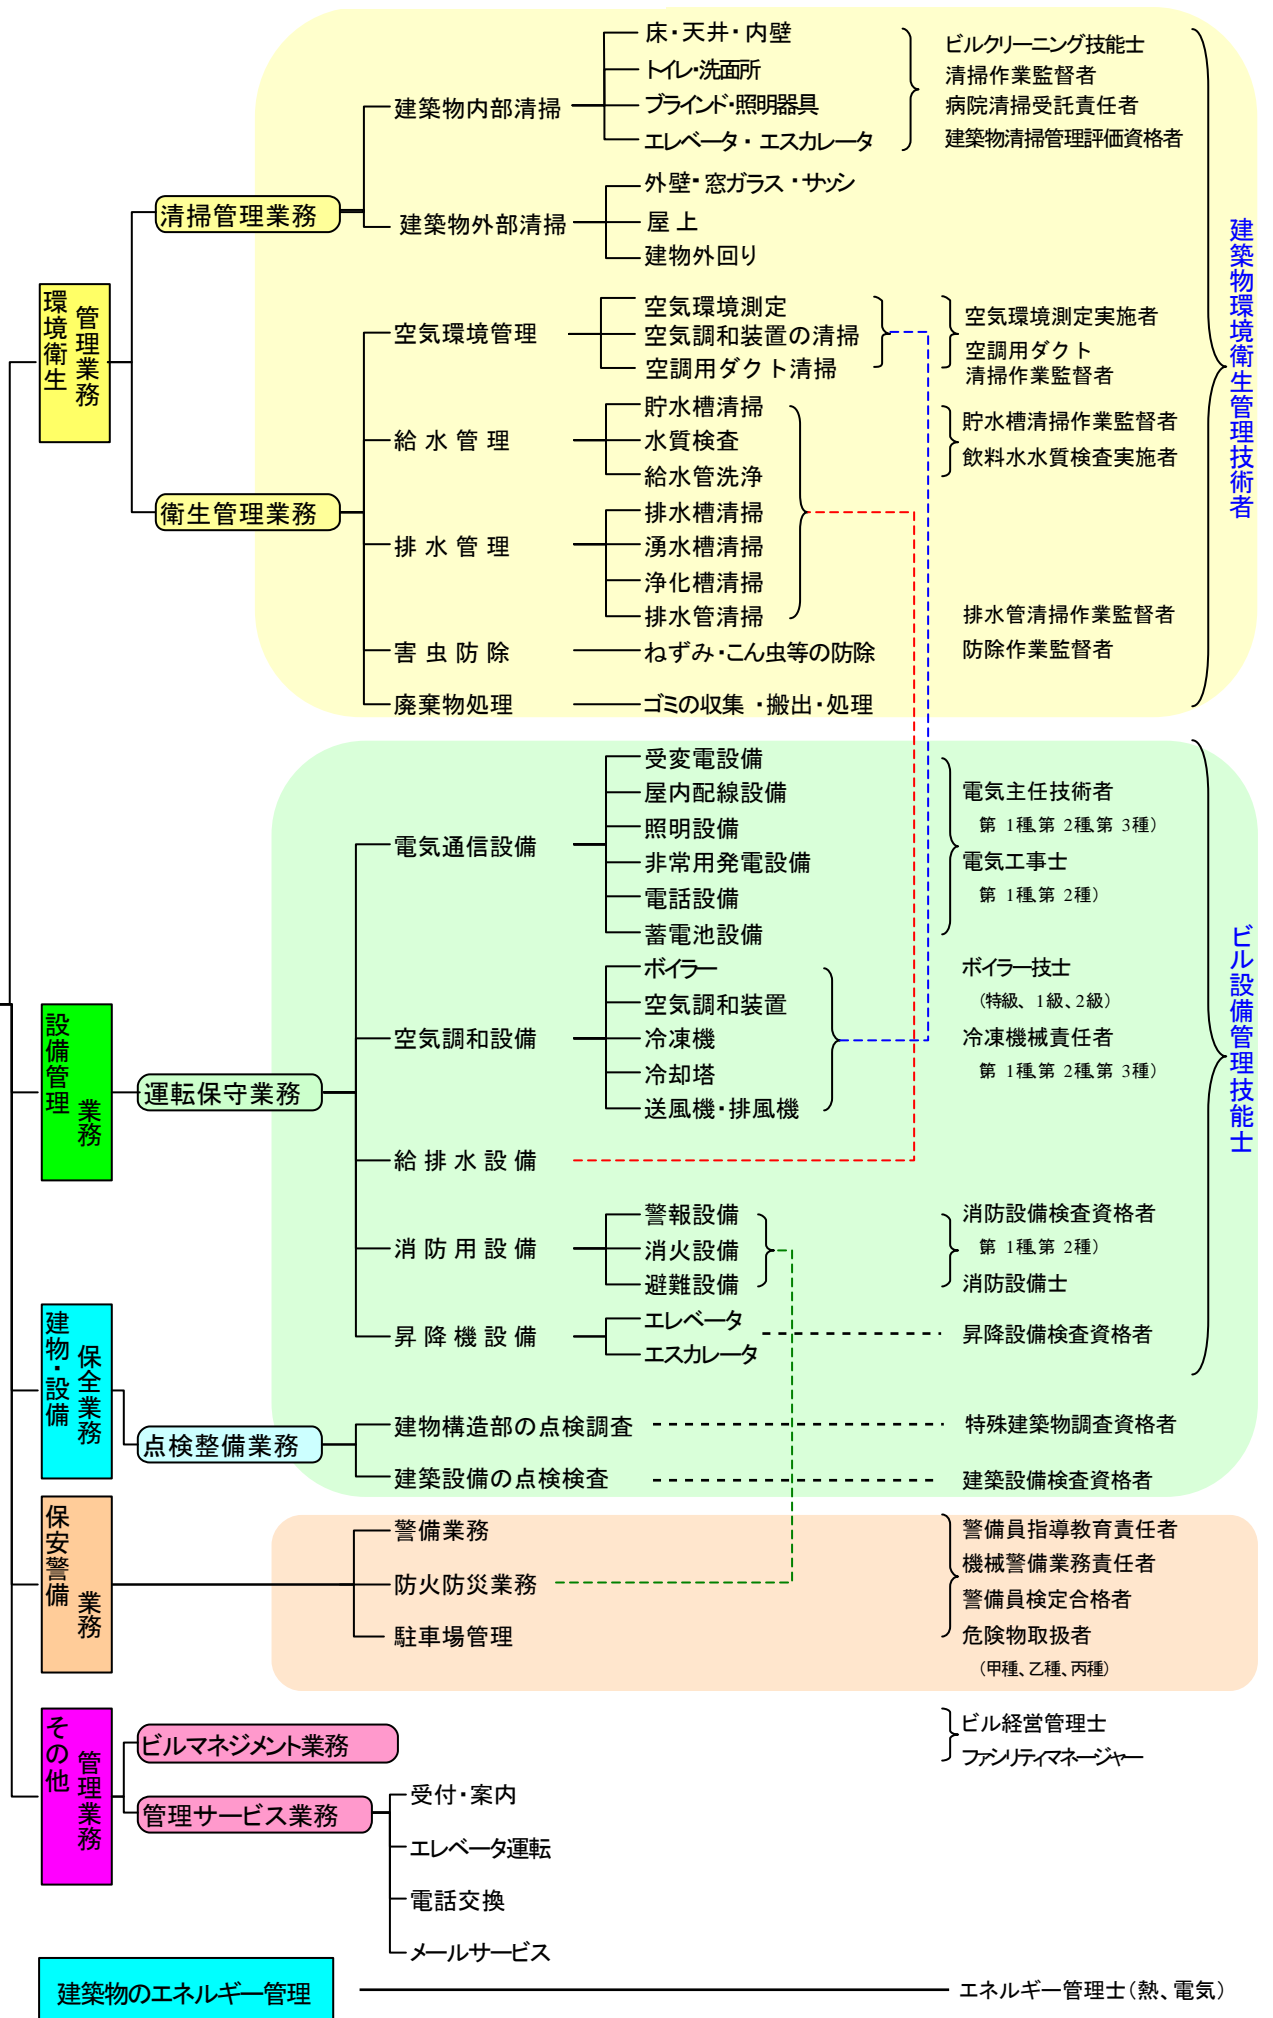 環境衛生
管理業務
清掃管理業務
建築物内部清掃
床・天井・内壁
トイレ・洗面所
ブラインド・照明器具
エレベータ・エスカレータ
ビルクリーニング技能士
清掃作業監督者
病院清掃受託責任者
建築物清掃管理評価資格者
建築物外部清掃
外壁・窓ガラス・サッシ
屋上
建物外回り
建築物環境衛生管理技術者
衛生管理業務
空気環境管理
空気環境測定
空気調和装置の清掃
空調用ダクト清掃
空気環境測定実施者
空調用ダクト
清掃作業監督者
給水管理
貯水槽清掃
水質検査
給水管洗浄
貯水槽清掃作業監督者
飲料水水質検査実施者
排水管理
排水槽清掃
湧水槽清掃
浄化槽清掃
排水管清掃
排水管清掃作業監督者
害虫防除
ねずみ・こん虫等の防除
防除作業監督者
廃棄物処理
ゴミの収集・搬出・処理
設備管理
業務
運転保守業務
電気通信設備
受変電設備
屋内配線設備
照明設備
非常用発電設備
電話設備
蓄電池設備
電気主任技術者
第 1種、第 2種、第 3種）
電気工事士
第 1種、第 2種）
空気調和設備
ボイラー
空気調和装置
冷凍機
冷却塔
送風機・排風機
ボイラー技士
（特級、1級、2級）
冷凍機械責任者
第 1種、第 2種、第 3種）
ビル設備管理技能士
給排水設備
消防用設備
警報設備
消火設備
避難設備
消防設備検査資格者
第 1種、第 2種）
消防設備士
昇降機設備
エレベータ
エスカレータ
昇降設備検査資格者
建物・設備
保全業務
点検整備業務
建物構造部の点検調査
特殊建築物調査資格者
建築設備の点検検査
建築設備検査資格者
保安警備
業務
警備業務
防火防災業務
駐車場管理
警備員指導教育責任者
機械警備業務責任者
警備員検定合格者
危険物取扱者
（甲種、乙種、丙種）
その他
管理業務
ビルマネジメント業務
ビル経営管理士
ファシリティマネージャー
管理サービス業務
受付・案内
エレベータ運転
電話交換
メールサービス
建築物のエネルギー管理
エネルギー管理士（熱、電気）